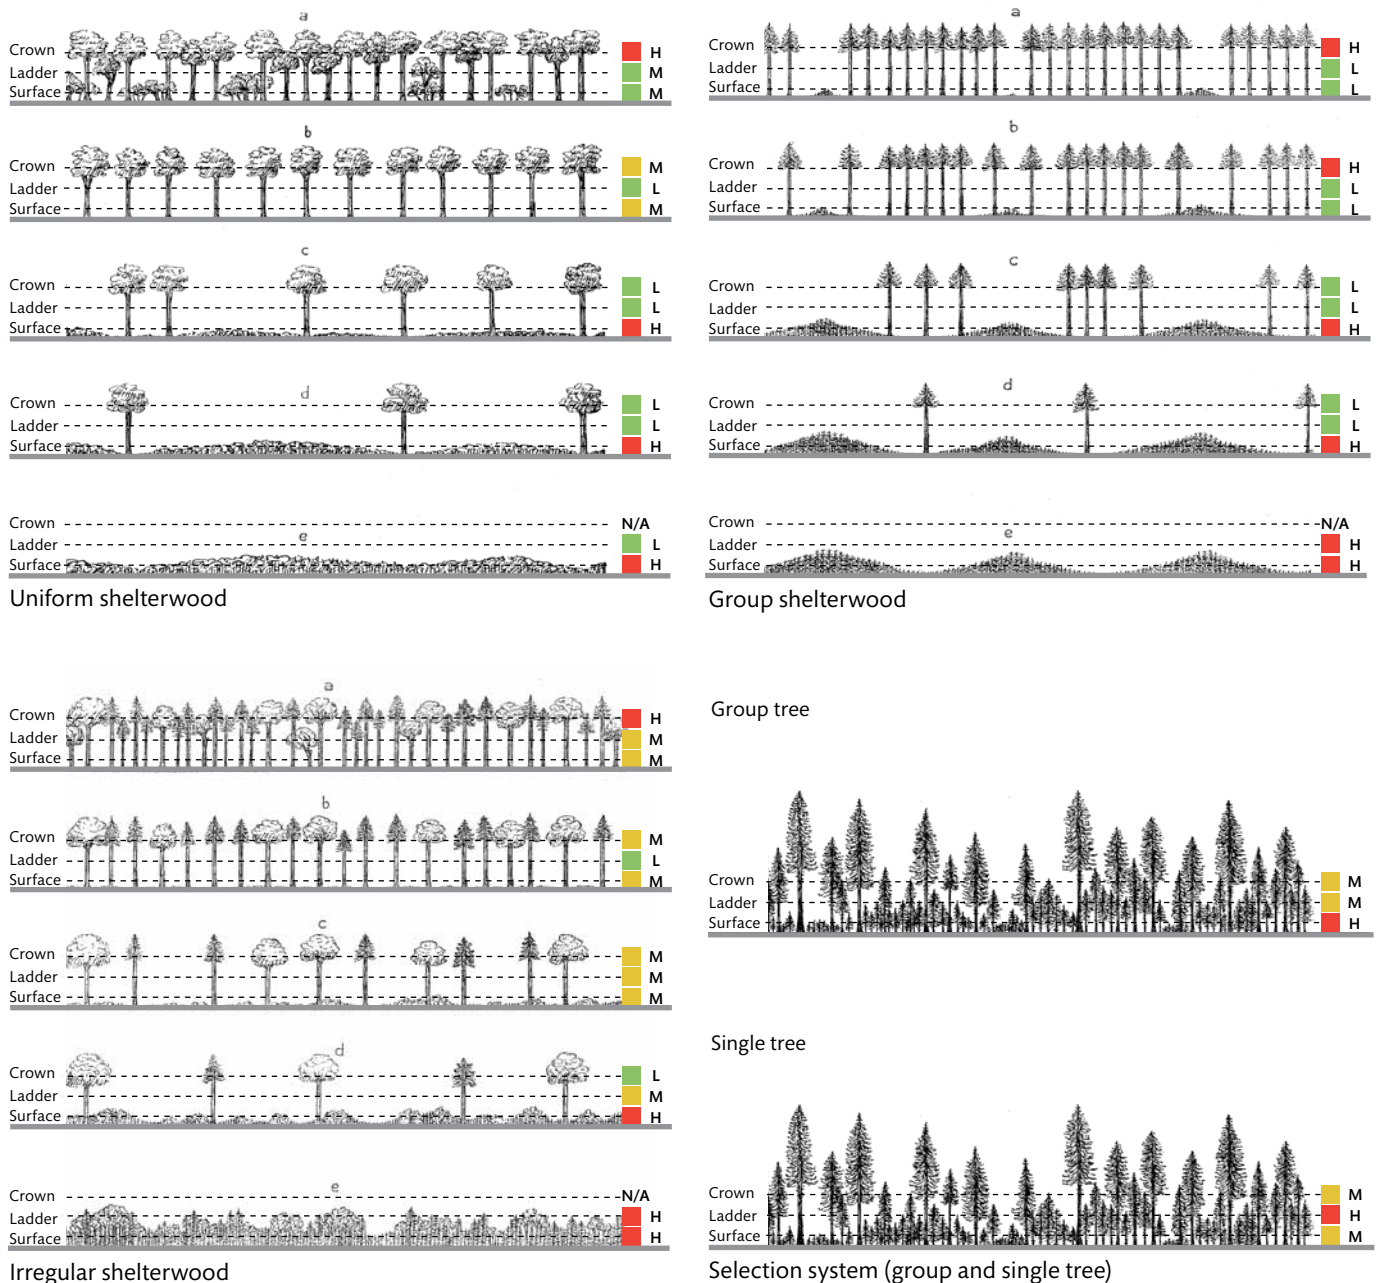 a
Crown H
Ladder M
Surface M
b
Crown M
Ladder L
Surface M
c
Crown L
Ladder L
Surface H
d
Crown L
Ladder L
Surface H
Crown N/A
e
Ladder L
Surface H
Uniform shelterwood
a
Crown H
Ladder L
Surface L
b
Crown H
Ladder L
Surface L
c
Crown L
Ladder L
Surface H
d
Crown L
Ladder L
Surface H
Crown N/A
e
Ladder H
Surface H
Group shelterwood
a
Crown H
Ladder M
Surface M
b
Crown M
Ladder L
Surface M
c
Crown M
Ladder M
Surface M
d
Crown L
Ladder M
Surface H
e
Crown N/A
Ladder H
Surface H
Irregular shelterwood
Group tree
Crown M
Ladder M
Surface H
Single tree
Crown M
Ladder H
Surface M
Selection system (group and single tree)